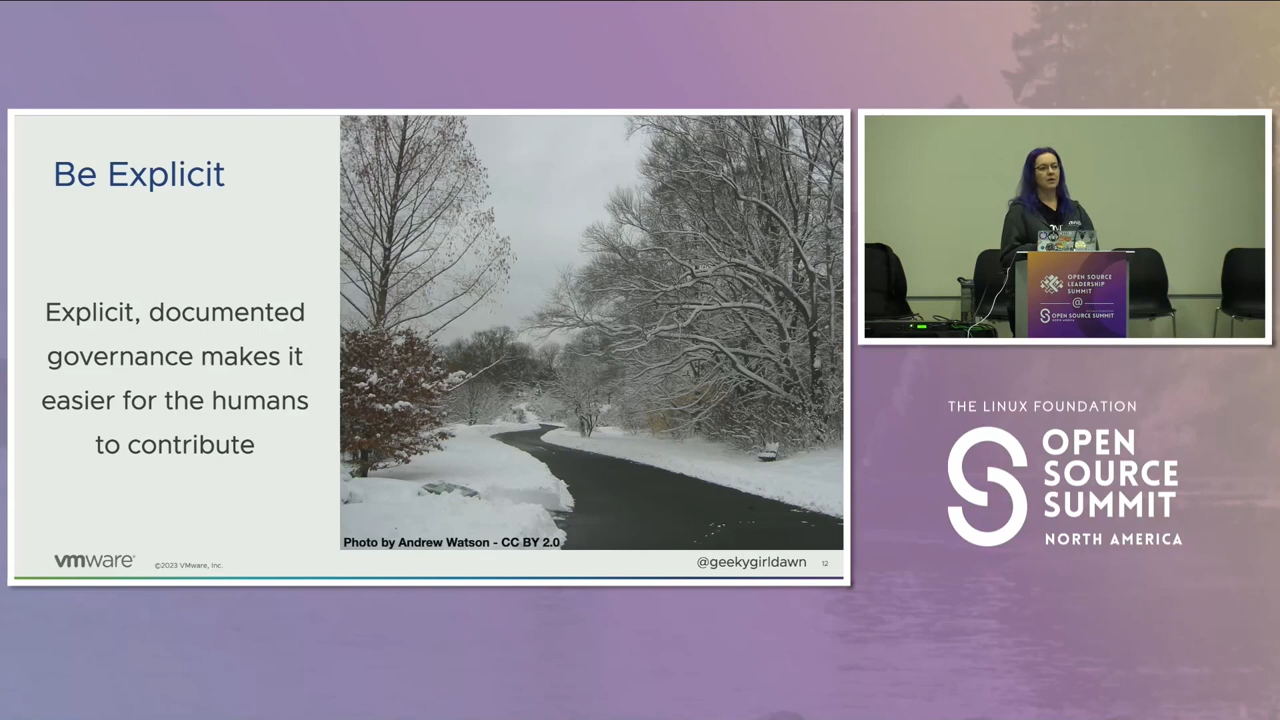 Be Explicit
Explicit, documented
governance makes it
easier for the humans
to contribute
Photo by Andrew Watson - CC BY 2.0
vmware®
©2023 VMware, Inc.
@geekygirldawn
12
OPEN SOURCE
LEADERSHIP
SUMMIT
@
OPEN SOURCE SUMMIT
NORTH AMERICA
THE LINUX FOUNDATION
OPEN
SOURCE
SUMMIT
NORTH AMERICA